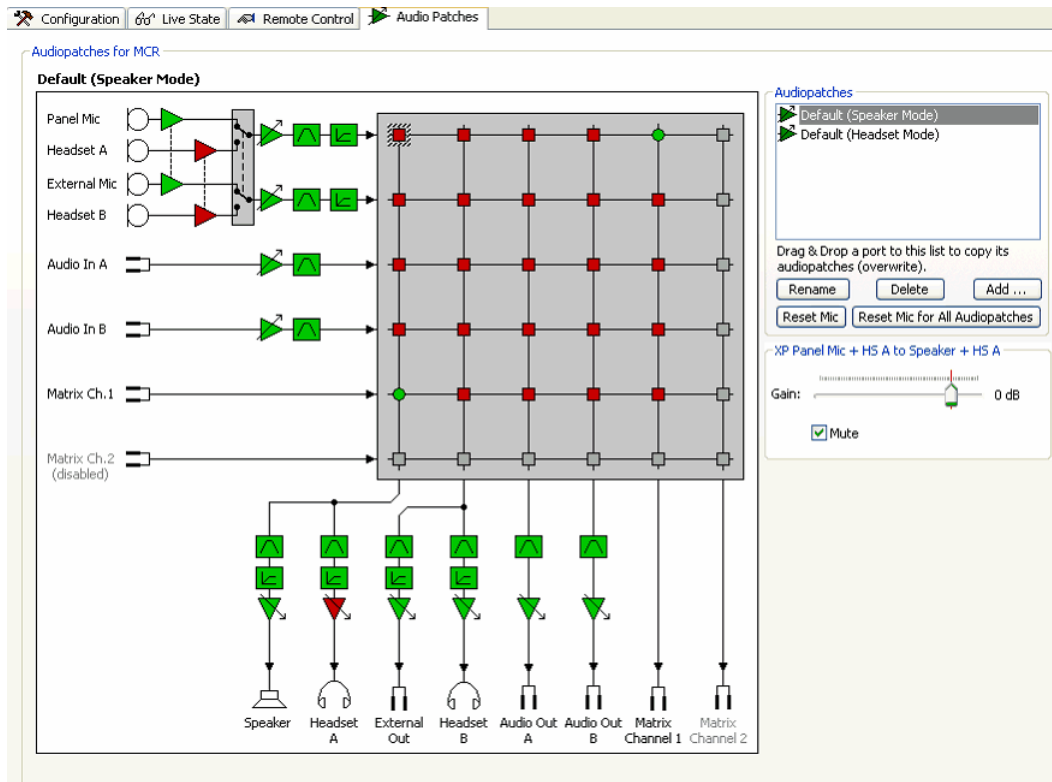 Configuration Live State Remote Control Audio Patches
Audiopatches for MCR
Default (Speaker Mode)
Panel Mic
Headset A
External Mic
Headset B
Audio In A
Audio In B
Matrix Ch.1
Matrix Ch.2
(disabled)
Speaker
Headset
A
External
Out
Headset
B
Audio Out
A
Audio Out
B
Matrix
Channel 1
Matrix
Channel 2
Audiopatches
Default (Speaker Mode)
Default (Headset Mode)
Drag & Drop a port to this list to copy its
audiopatches (overwrite).
Rename Delete Add ...
Reset Mic Reset Mic for All Audiopatches
XP Panel Mic + HS A to Speaker + HS A
Gain: 0 dB
Mute